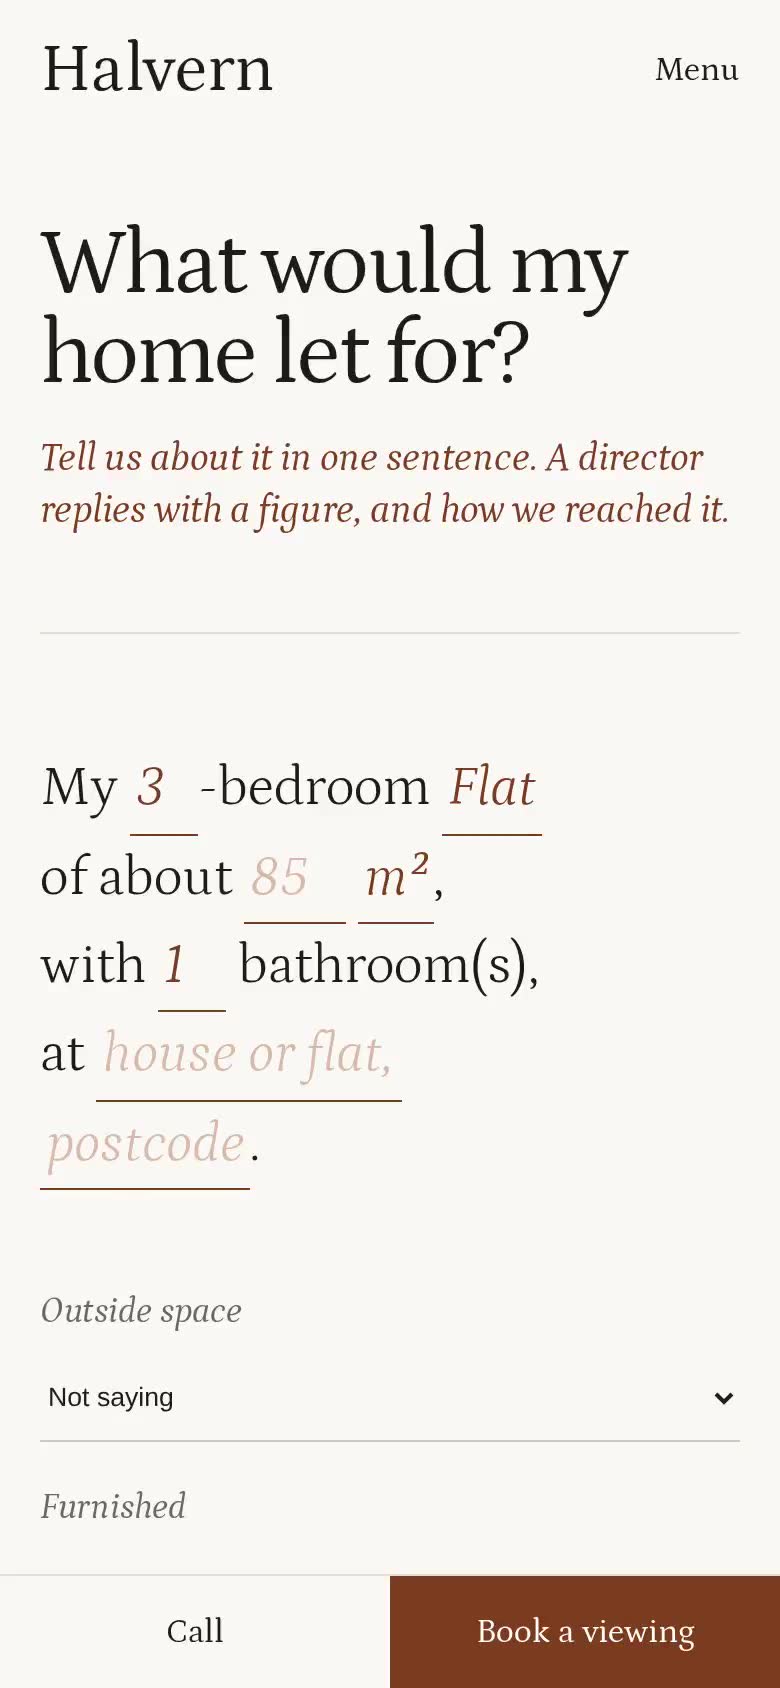 Halvern
Menu
What would my
home let for?
Tell us about it in one sentence. A director
replies with a figure, and how we reached it.
My 3 -bedroom Flat
of about 85 m²,
with 1 bathroom(s),
at house or flat,
postcode.
Outside space
Not saying
Furnished
Call
Book a viewing